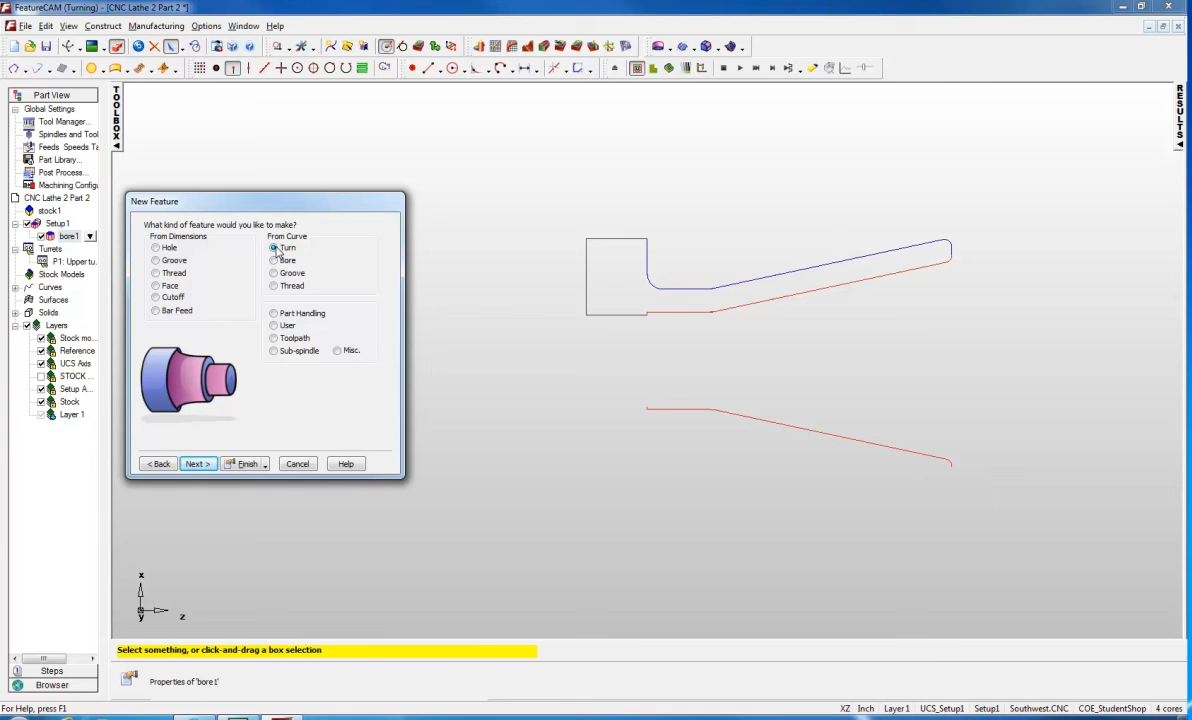 FeatureCAM (Turning) - [CNC Lathe 2 Part 2 *]
File Edit View Construct Manufacturing Options Window Help
Part View
Global Settings
Tool Manager...
Spindles and Tool
Feeds Speeds Ta
Part Library...
Post Process...
Machining Config
CNC Lathe 2 Part 2
stock1
Setup1
bore1
Turrets
P1: Upper tu
Stock Models
Curves
Surfaces
Solids
Layers
Stock mo...
Reference
UCS Axis
STOCK ...
Setup A...
Stock
Layer 1
Steps
Browser
TOOLBOX
RESULTS
New Feature
What kind of feature would you like to make?
From Dimensions
Hole
Groove
Thread
Face
Cutoff
Bar Feed
From Curve
Turn
Bore
Groove
Thread
Part Handling
User
Toolpath
Sub-spindle Misc.
< Back Next > Finish Cancel Help
x
y z
Select something, or click-and-drag a box selection
Properties of 'bore1'
For Help, press F1
XZ Inch Layer1 UCS_Setup1 Setup1 Southwest.CNC COE_StudentShop 4 cores